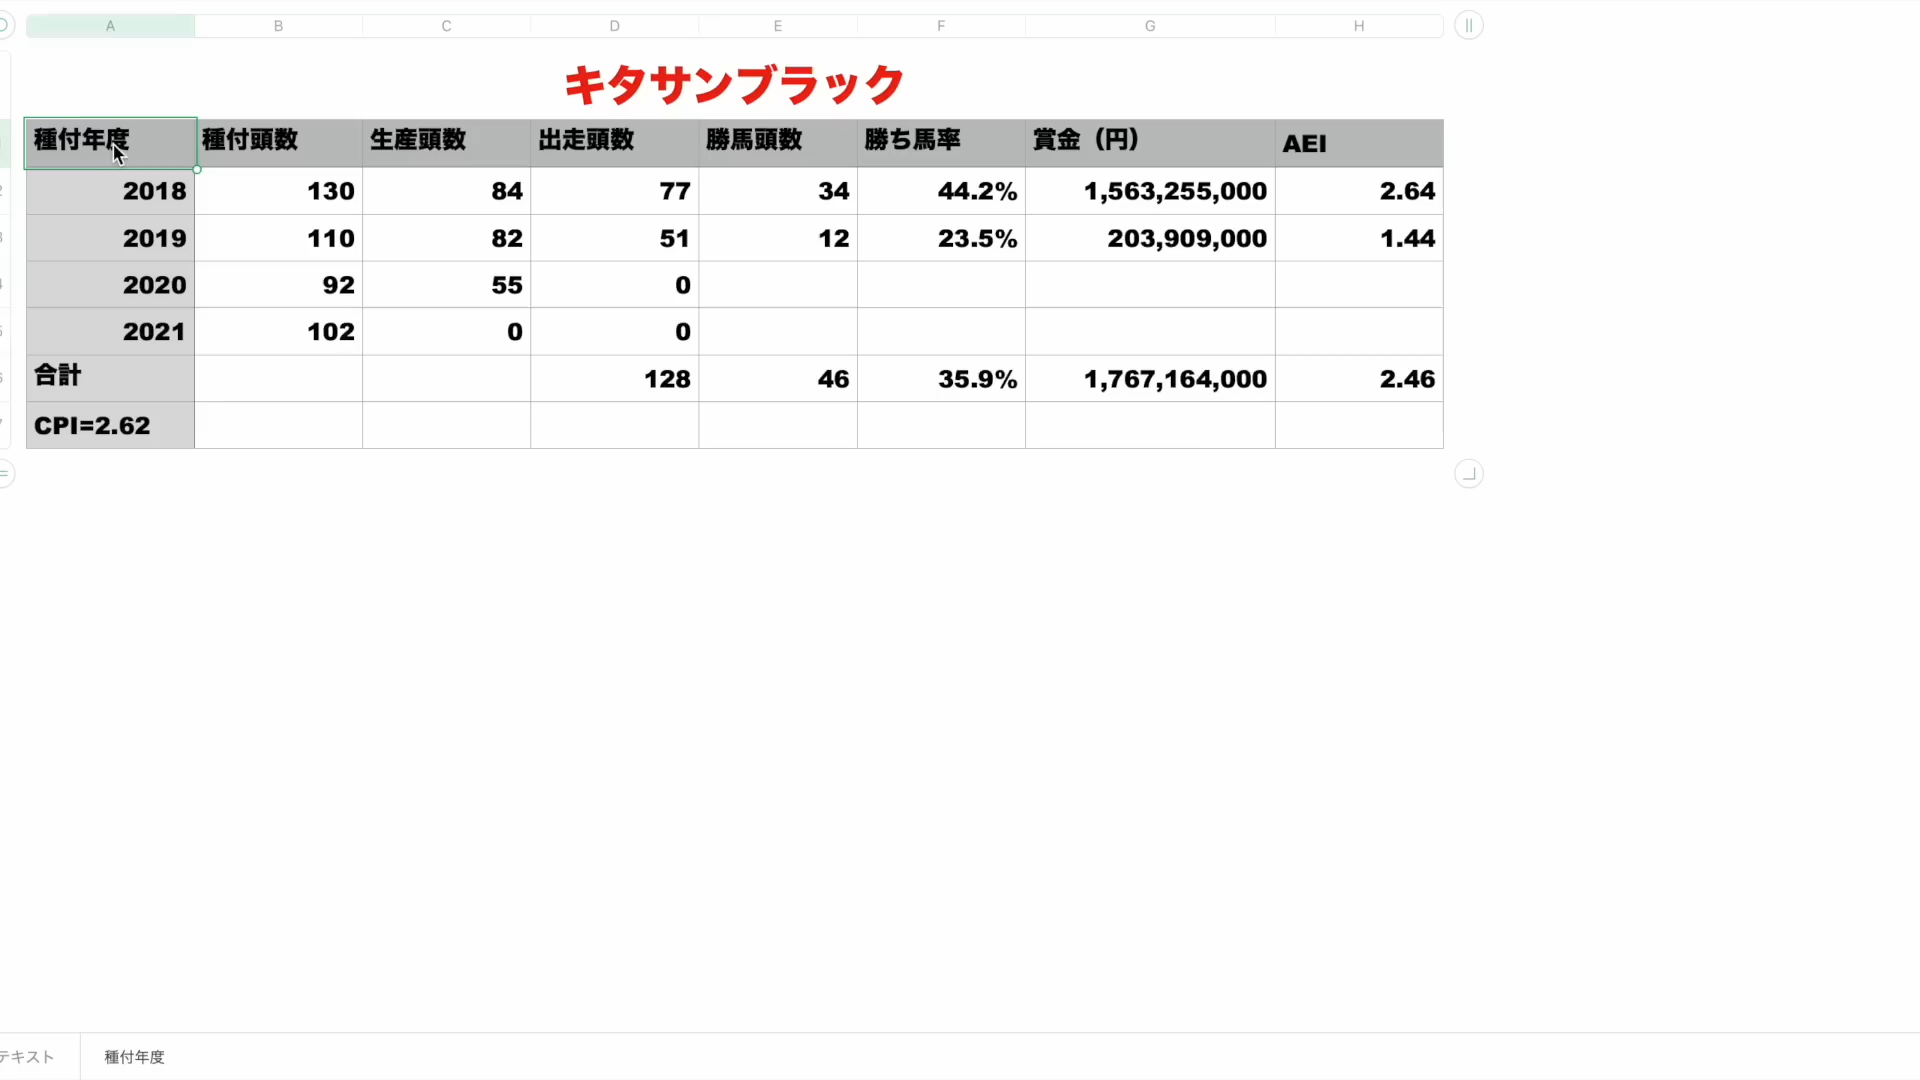 A B C D E F G H
キタサンブラック
種付年度 種付頭数 生産頭数 出走頭数 勝馬頭数 勝ち馬率 賞金（円） AEI
2018 130 84 77 34 44.2% 1,563,255,000 2.64
2019 110 82 51 12 23.5% 203,909,000 1.44
2020 92 55 0
2021 102 0 0
合計 128 46 35.9% 1,767,164,000 2.46
CPI=2.62
テキスト 種付年度